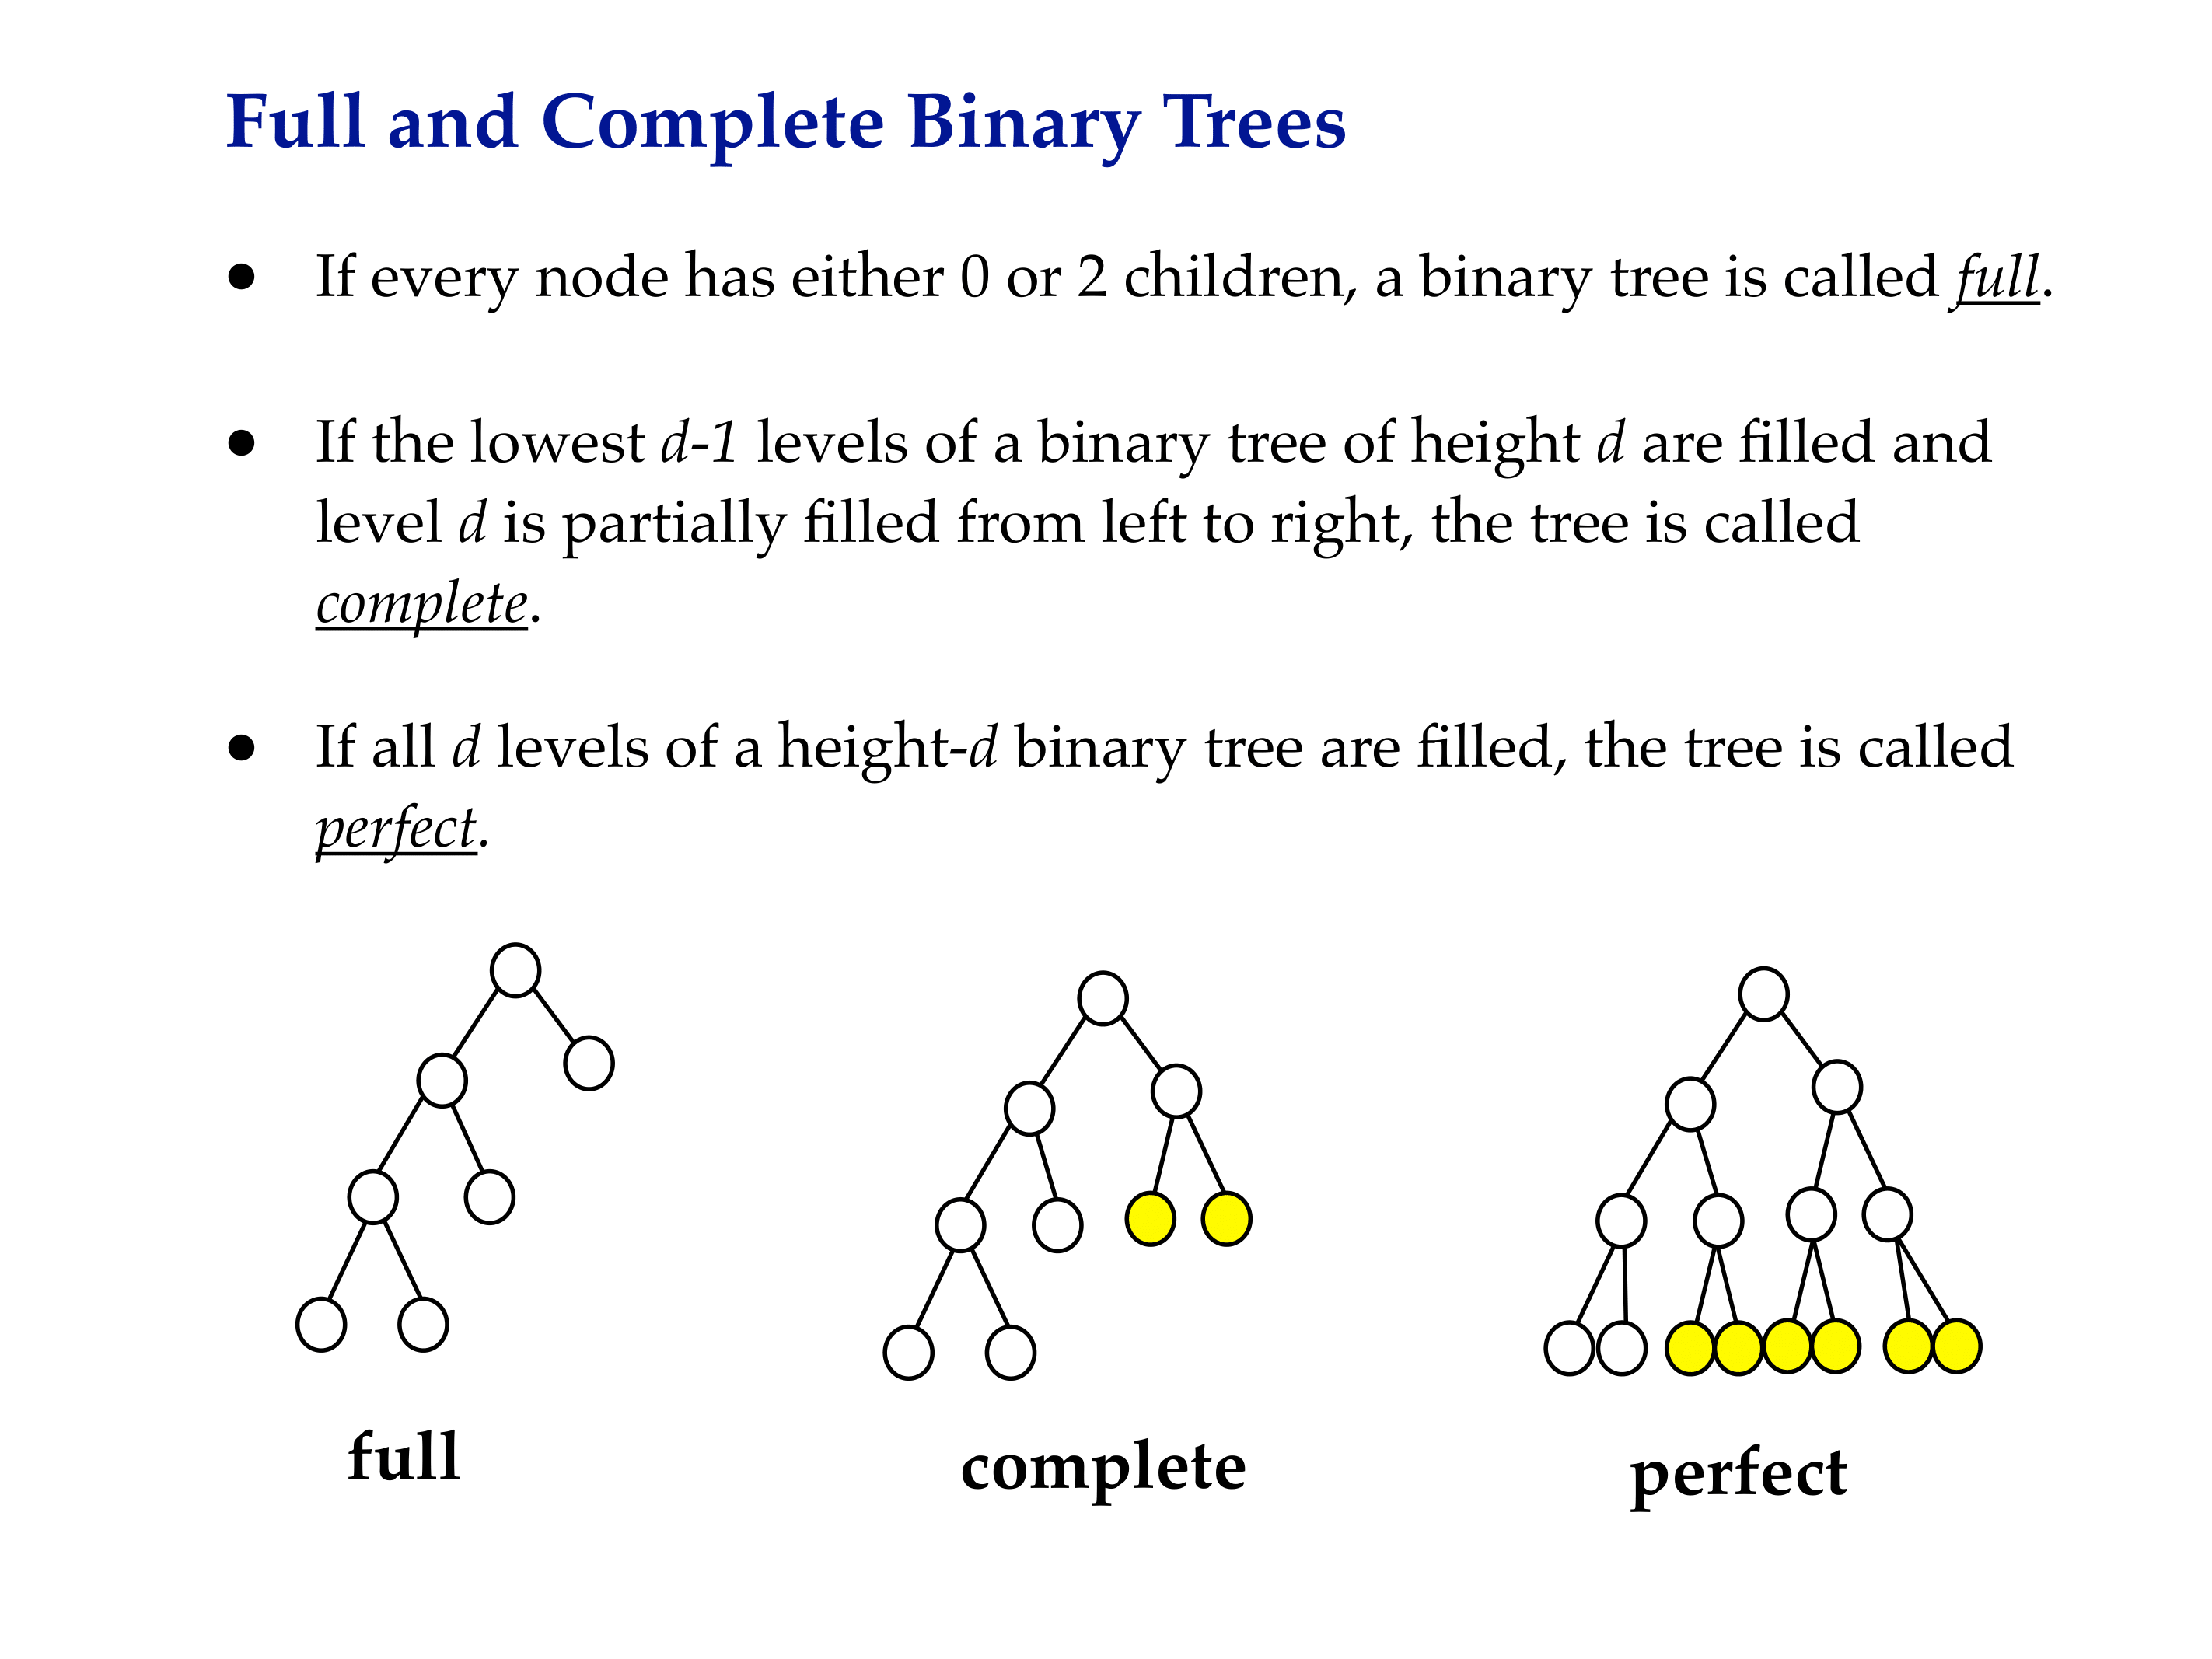 Full and Complete Binary Trees
● If every node has either 0 or 2 children, a binary tree is called full.
● If the lowest d-1 levels of a binary tree of height d are filled and
level d is partially filled from left to right, the tree is called
complete.
● If all d levels of a height-d binary tree are filled, the tree is called
perfect.
full
complete
perfect